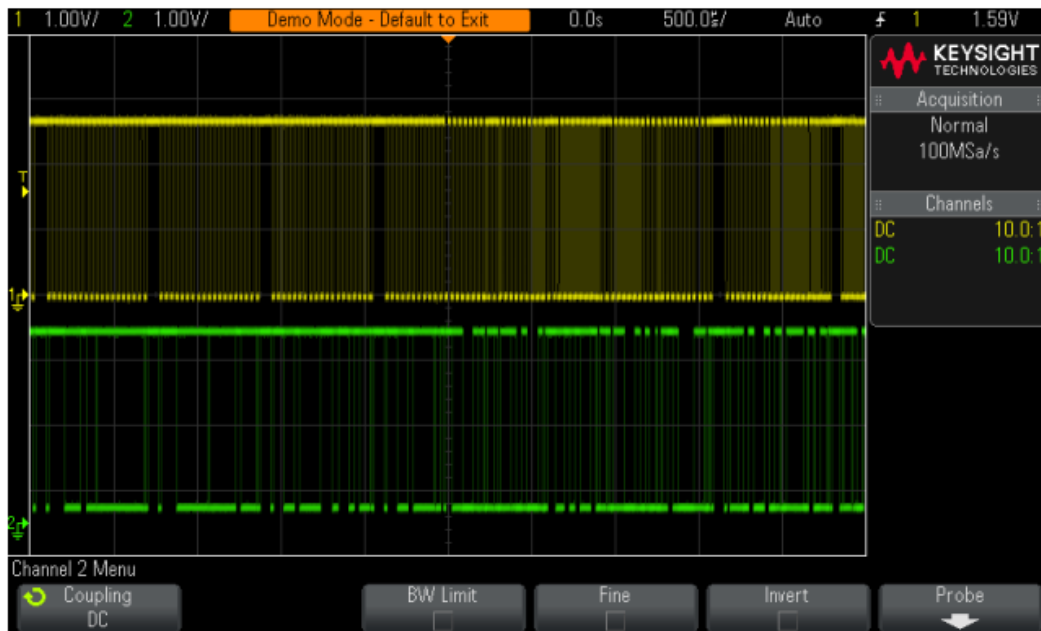 1 1.00V/ 2 1.00V/ Demo Mode - Default to Exit 0.0s 500.0µs/ Auto 1 1.59V
KEYSIGHT
TECHNOLOGIES
Acquisition
Normal
100MSa/s
Channels
DC 10.0:1
DC 10.0:1
T
1
2
Channel 2 Menu
Coupling
DC
BW Limit
Fine
Invert
Probe